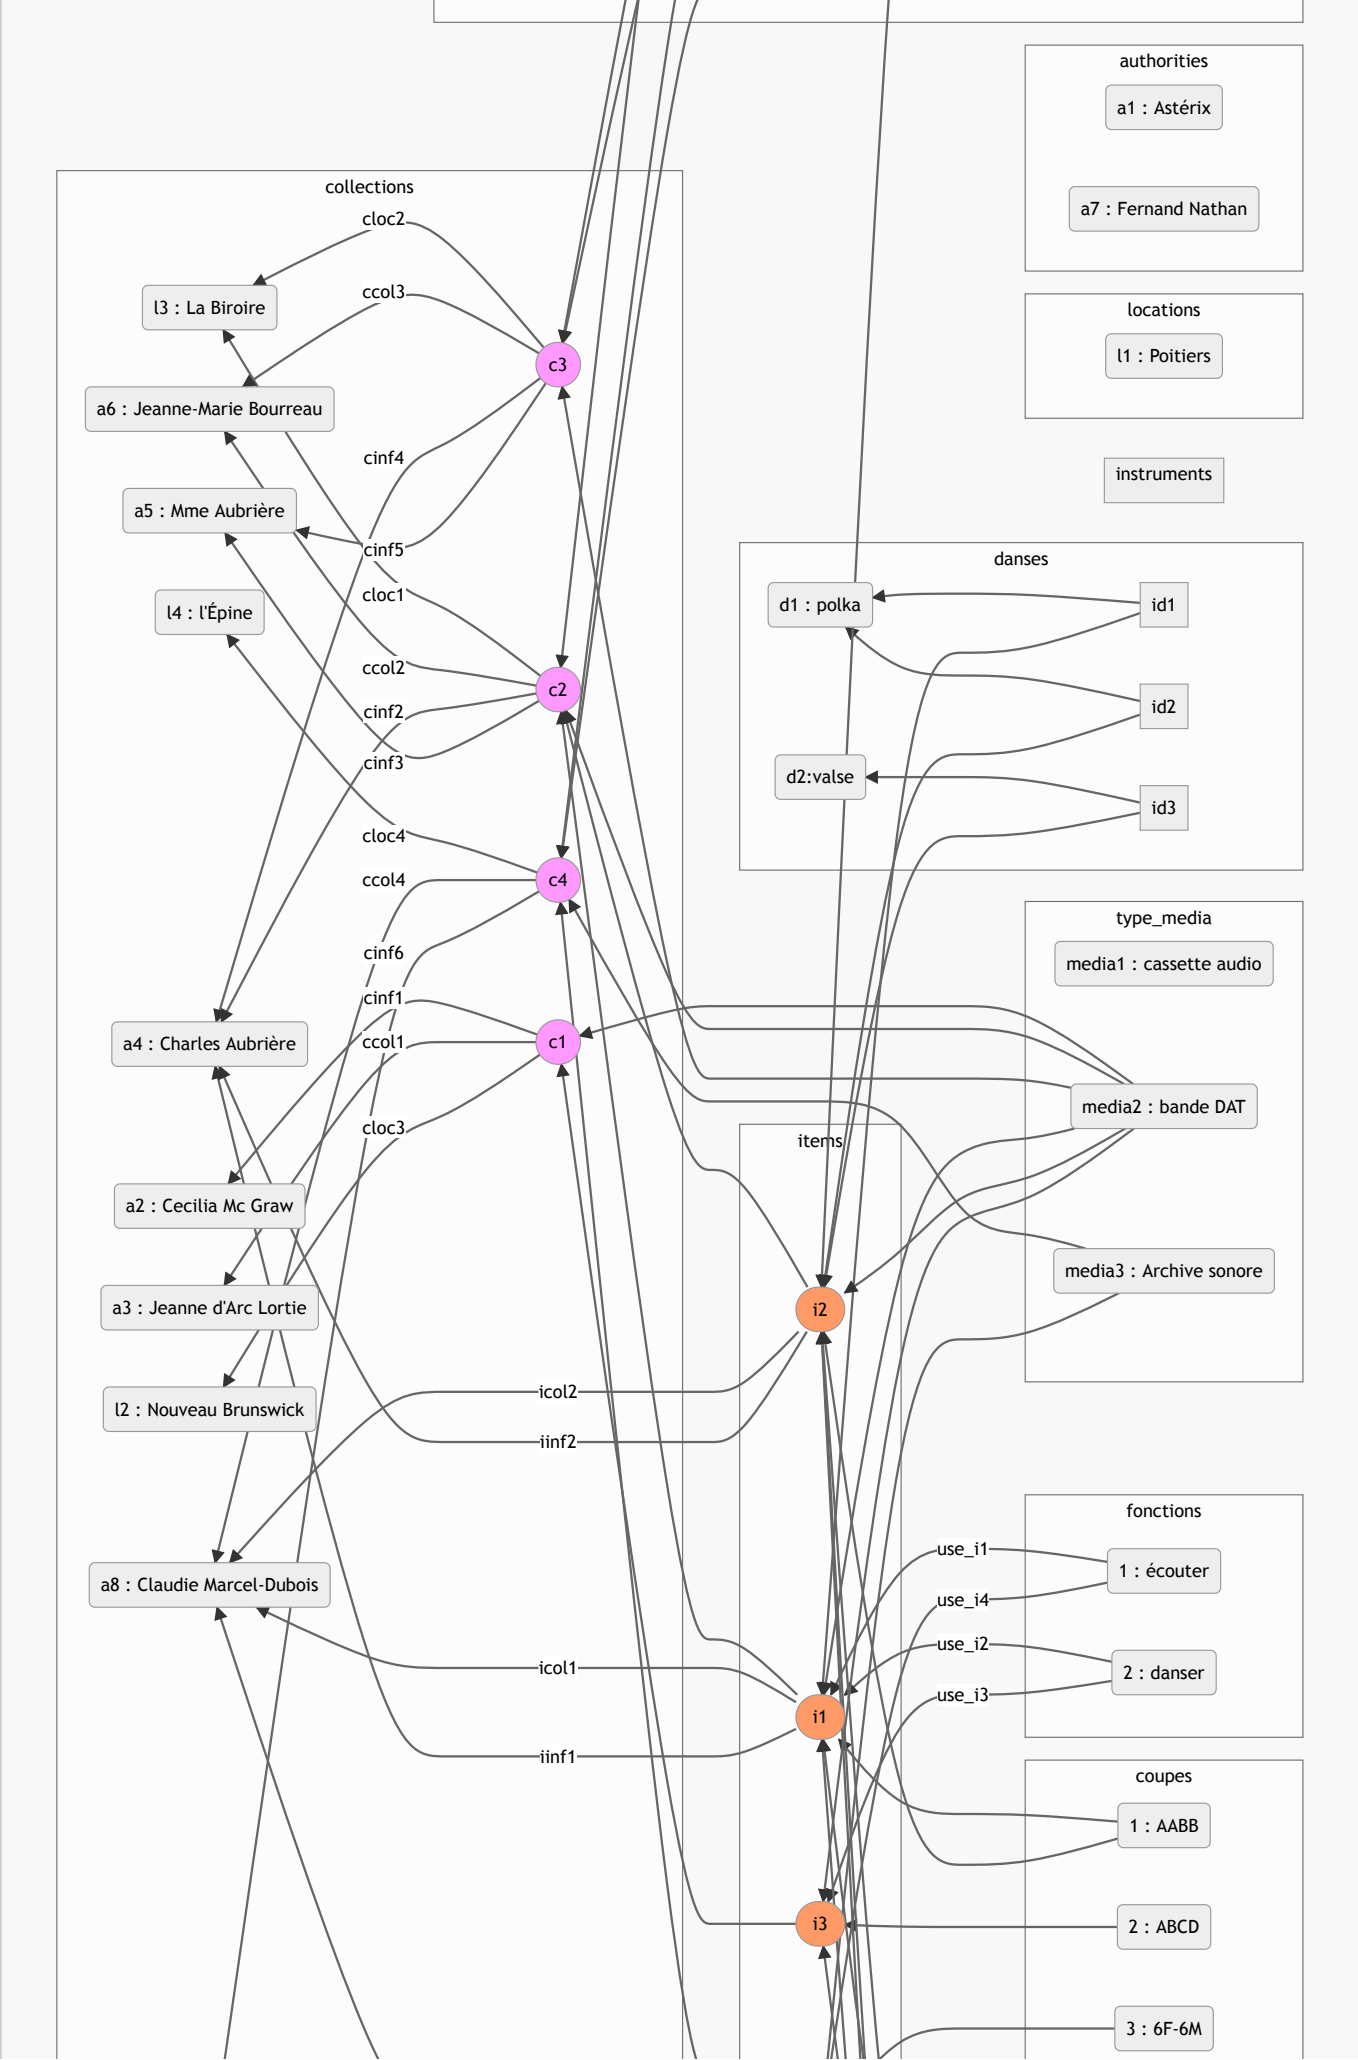 authorities
a1 : Astérix
a7 : Fernand Nathan
collections
cloc2
ccol3
l3 : La Biroire
locations
l1 : Poitiers
c3
a6 : Jeanne-Marie Bourreau
cinf4
instruments
a5 : Mme Aubrière
cinf5
danses
cloc1
d1 : polka
id1
l4 : l'Épine
ccol2
c2
id2
cinf2
cinf3
d2:valse
id3
cloc4
ccol4
c4
type_media
cinf6
media1 : cassette audio
cinf1
a4 : Charles Aubrière
ccol1
c1
media2 : bande DAT
cloc3
items
a2 : Cecilia Mc Graw
media3 : Archive sonore
a3 : Jeanne d'Arc Lortie
i2
icol2
l2 : Nouveau Brunswick
iinf2
fonctions
use_i1
1 : écouter
a8 : Claudie Marcel-Dubois
use_i4
use_i2
icol1
2 : danser
use_i3
i1
iinf1
coupes
1 : AABB
i3
2 : ABCD
3 : 6F-6M